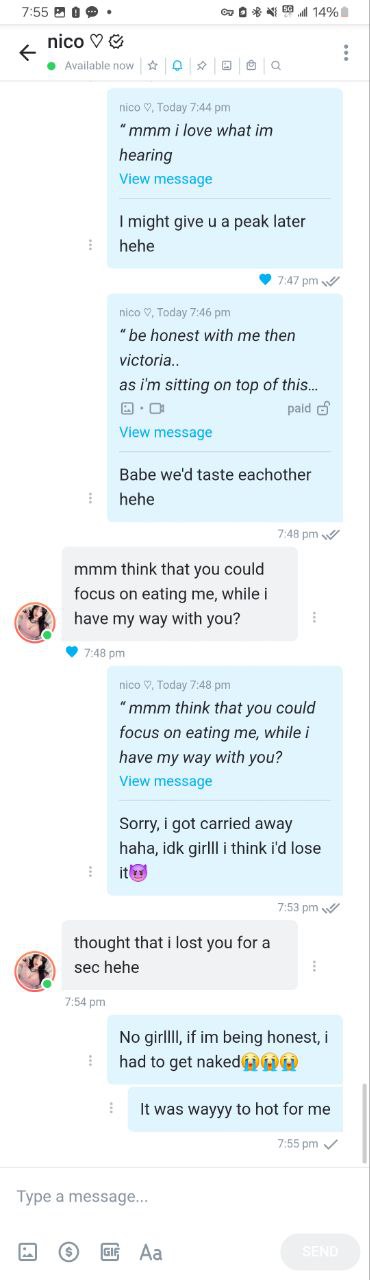 7:55
5G
14%
nico ♡
Available now
nico ♡, Today 7:44 pm
“ mmm i love what im
hearing
View message
I might give u a peak later
hehe
7:47 pm
nico ♡, Today 7:46 pm
“ be honest with me then
victoria..
as i'm sitting on top of this...
paid
View message
Babe we'd taste eachother
hehe
7:48 pm
mmm think that you could
focus on eating me, while i
have my way with you?
7:48 pm
nico ♡, Today 7:48 pm
“ mmm think that you could
focus on eating me, while i
have my way with you?
View message
Sorry, i got carried away
haha, idk girlll i think i'd lose
it😈
7:53 pm
thought that i lost you for a
sec hehe
7:54 pm
No girllll, if im being honest, i
had to get naked😭😭😭
It was wayyy to hot for me
7:55 pm
Type a message...
GIF
Aa
SEND